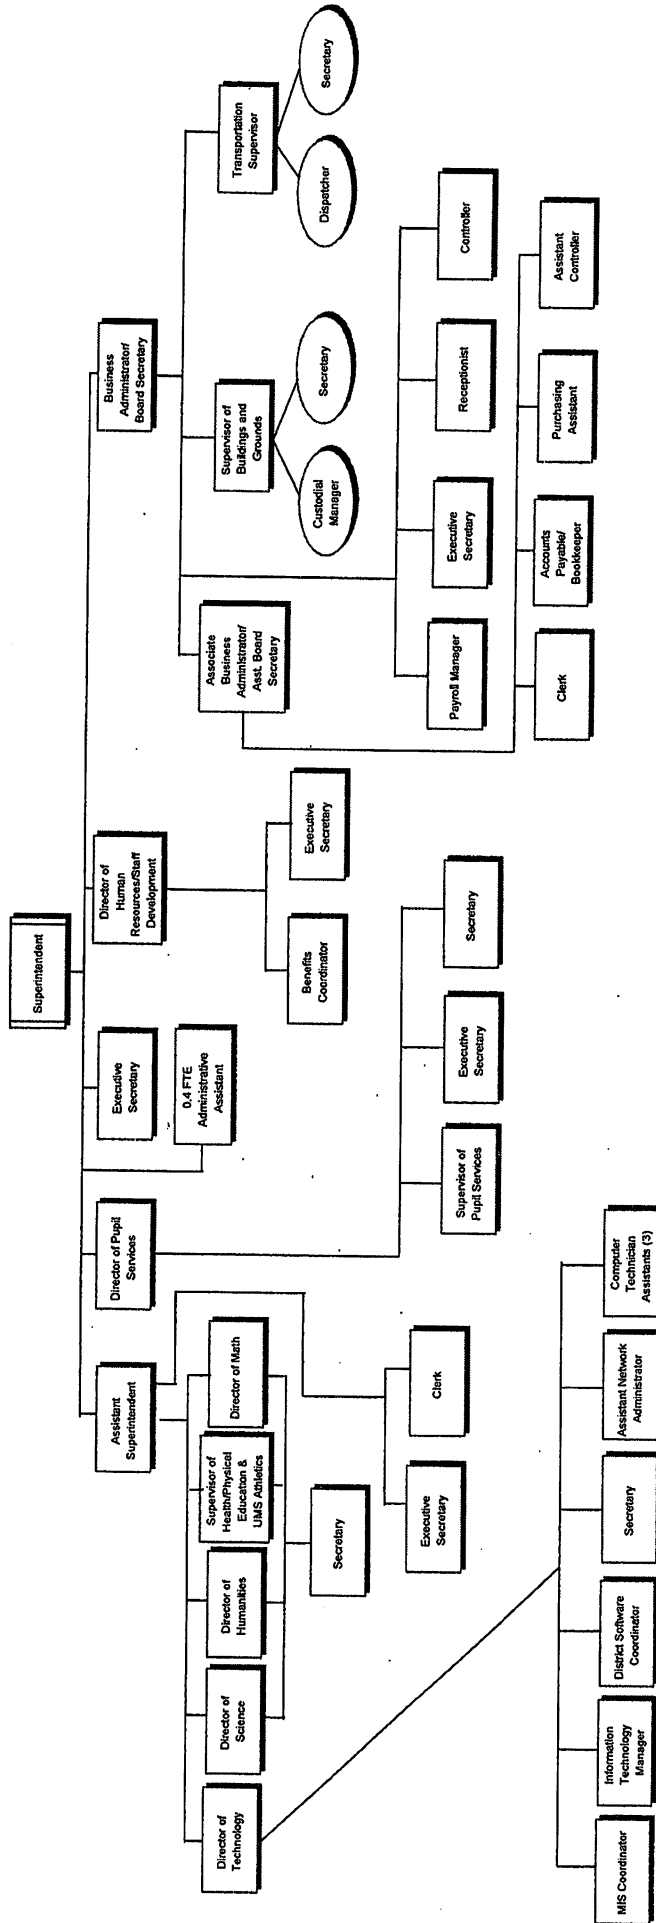 Superintendent
Assistant
Superintendent
Director of Pupil
Services
Executive
Secretary
0.4 FTE
Administrative
Assistant
Director of
Human
Resources/Staff
Development
Business
Administrator/
Board Secretary
Director of
Technology
Director of
Science
Director of
Humanities
Supervisor of
Health/Physical
Education &
UMS Athletics
Director of Math
Secretary
Executive
Secretary
Clerk
MIS Coordinator
Information
Technology
Manager
District Software
Coordinator
Secretary
Assistant Network
Administrator
Computer
Technician
Assistants (3)
Supervisor of
Pupil Services
Executive
Secretary
Secretary
Benefits
Coordinator
Executive
Secretary
Associate
Business
Administrator/
Asst. Board
Secretary
Supervisor of
Buildings and
Grounds
Transportation
Supervisor
Custodial
Manager
Secretary
Dispatcher
Secretary
Payroll Manager
Executive
Secretary
Receptionist
Controller
Clerk
Accounts
Payable/
Bookkeeper
Purchasing
Assistant
Assistant
Controller